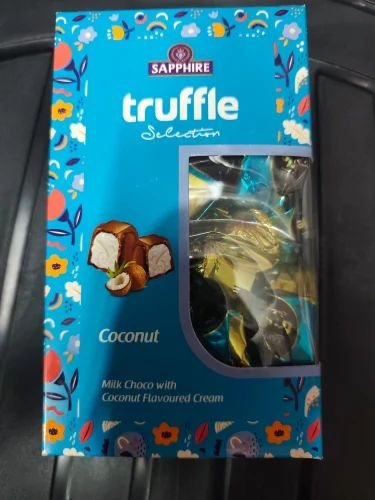 SAPPHIRE
truffle
Selection
Coconut
Milk Choco with
Coconut Flavoured Cream